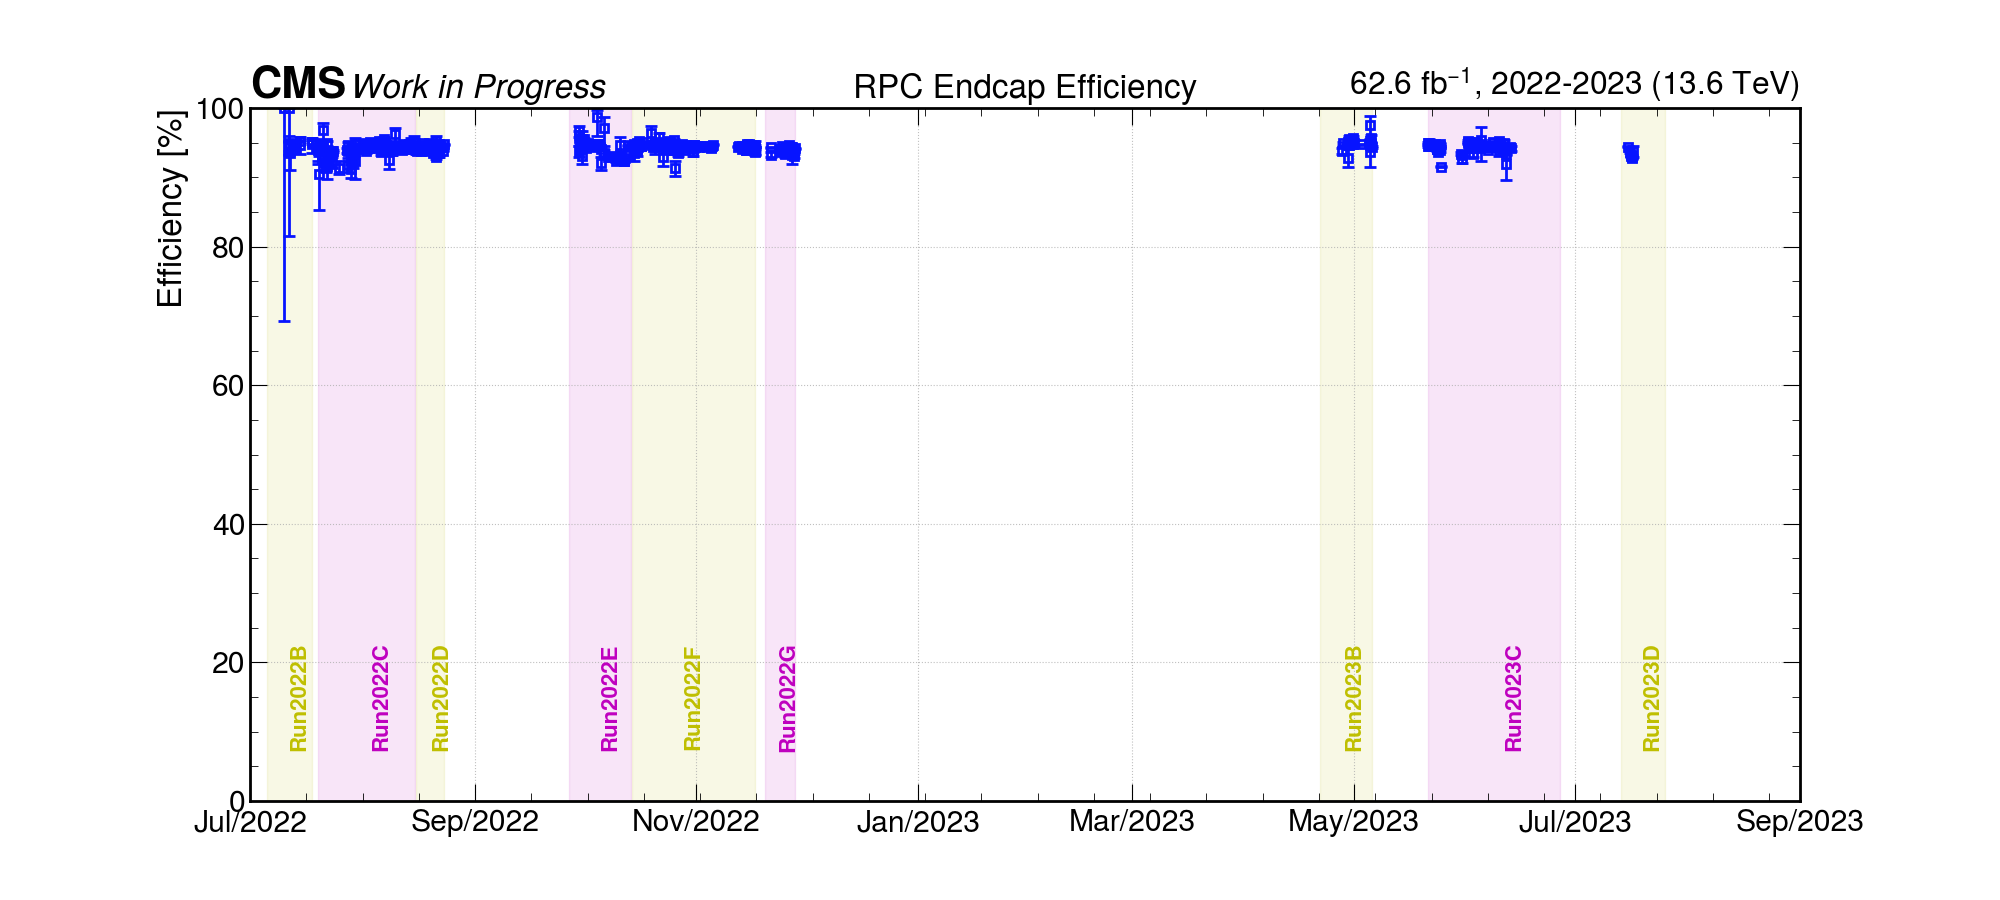 CMS Work in Progress RPC Endcap Efficiency 62.6 fb⁻¹, 2022-2023 (13.6 TeV)
Efficiency [%]
100
80
60
40
20
0
Run2022B Run2022C Run2022D Run2022E Run2022F Run2022G Run2023B Run2023C Run2023D
Jul/2022 Sep/2022 Nov/2022 Jan/2023 Mar/2023 May/2023 Jul/2023 Sep/2023